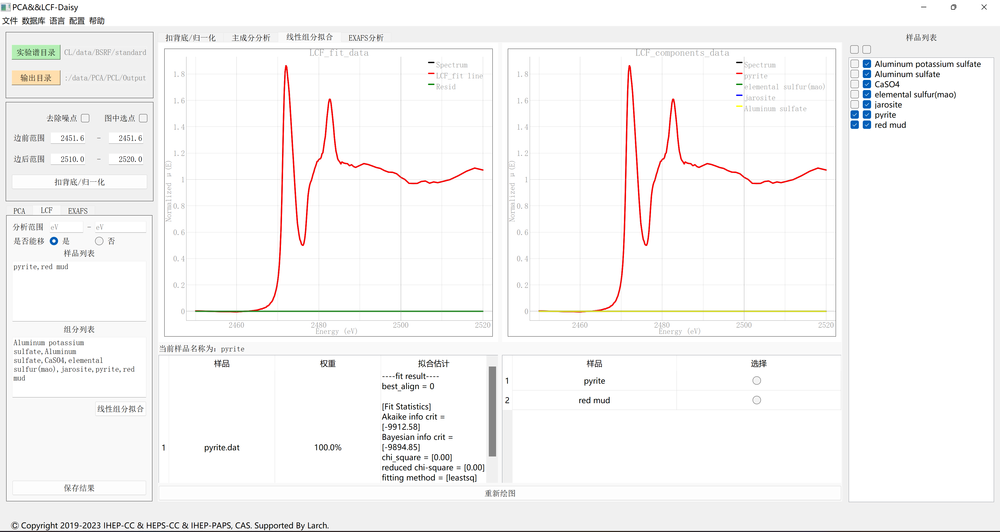 PCA&&LCF-Daisy
文件 数据库 语言 配置 帮助
实验谱目录 CL/data/BSRF/standard
输出目录 :/data/PCA/PCL/Output
去除噪点 图中选点
边前范围 2451.6 - 2451.6
边后范围 2510.0 - 2520.0
扣背底/归一化
PCA LCF EXAFS
分析范围 eV - eV
是否能移 是 否
样品列表
pyrite,red mud
组分列表
Aluminum potassium
sulfate,Aluminum
sulfate,CaSO4,elemental
sulfur(mao),jarosite,pyrite,red
mud
线性组分拟合
保存结果
扣背底/归一化 主成分分析 线性组分拟合 EXAFS分析
LCF_fit_data
Spectrum
LCF_fit line
Resid
1.8
1.6
1.4
1.2
1
0.8
0.6
0.4
0.2
0
Normalized μ(E)
2460 2480 2500 2520
Energy (eV)
LCF_components_data
Spectrum
pyrite
elemental sulfur(mao)
jarosite
Aluminum sulfate
1.8
1.6
1.4
1.2
1
0.8
0.6
0.4
0.2
0
Normalized μ(E)
2460 2480 2500 2520
Energy (eV)
当前样品名称为: pyrite
样品 权重 拟合估计
1 pyrite.dat 100.0%
----fit result----
best_align = 0
[Fit Statistics]
Akaike info crit =
[-9912.58]
Bayesian info crit =
[-9894.85]
chi_square = [0.00]
reduced chi-square = [0.00]
fitting method = [leastsq]
样品 选择
1 pyrite
2 red mud
重新绘图
样品列表
Aluminum potassium sulfate
Aluminum sulfate
CaSO4
elemental sulfur(mao)
jarosite
pyrite
red mud
© Copyright 2019-2023 IHEP-CC & HEPS-CC & IHEP-PAPS, CAS. Supported By Larch.